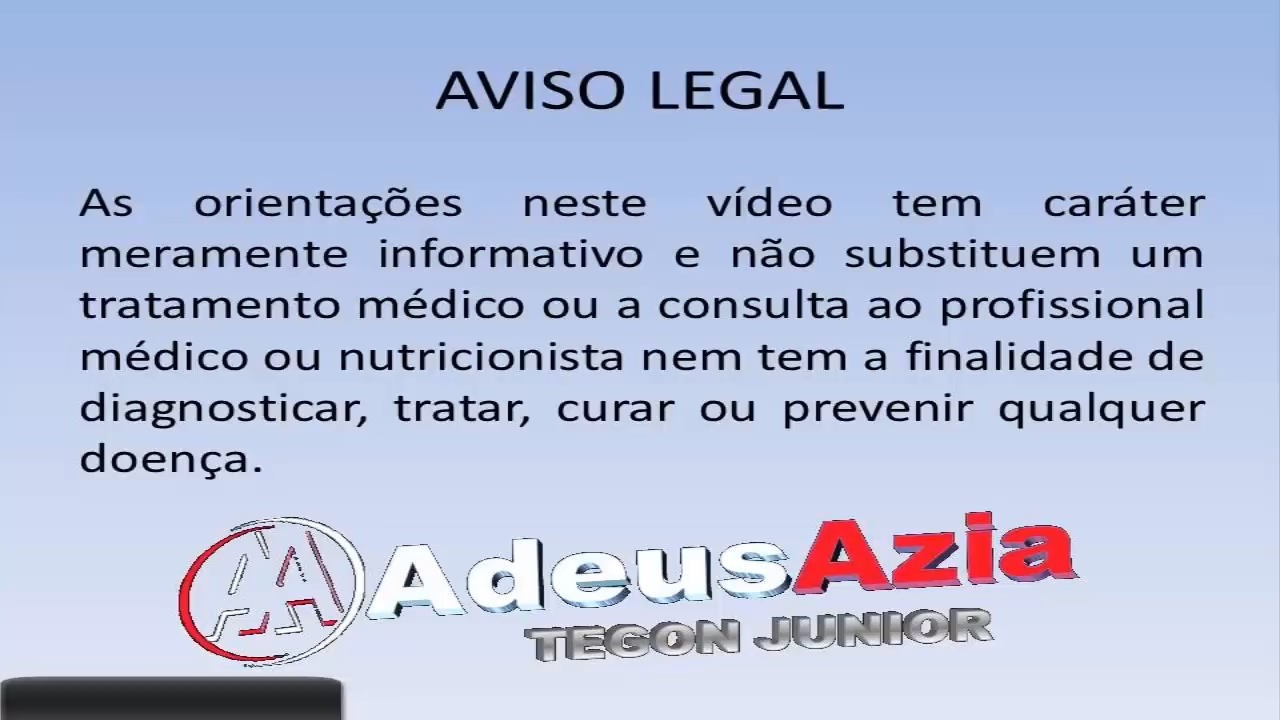 AVISO LEGAL
As orientações neste vídeo tem caráter
meramente informativo e não substituem um
tratamento médico ou a consulta ao profissional
médico ou nutricionista nem tem a finalidade de
diagnosticar, tratar, curar ou prevenir qualquer
doença.
AA AdeusAzia
TEGON JUNIOR